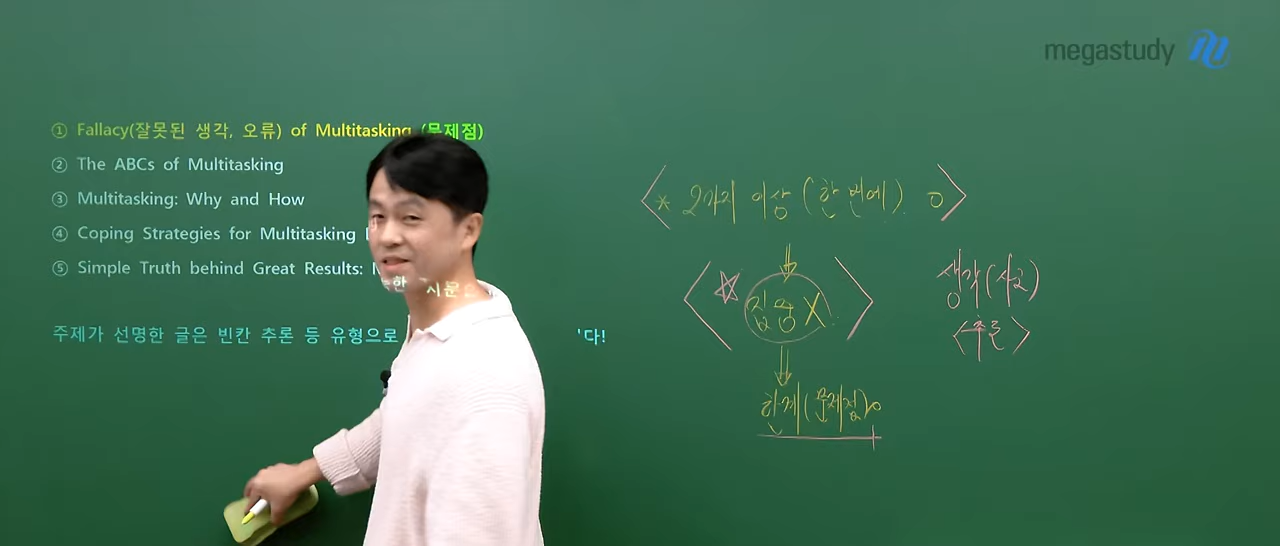 megastudy
① Fallacy(잘못된 생각, 오류) of Multitasking (문제점)
② The ABCs of Multitasking
③ Multitasking: Why and How
④ Coping Strategies for Multitasking
⑤ Simple Truth behind Great Results:
주제가 선명한 글은 빈칸 추론 등 유형으로 다!
* 2가지 이상 (한 번에). O
집중 X
한계(문제점) O
생각(사고)
<추론>